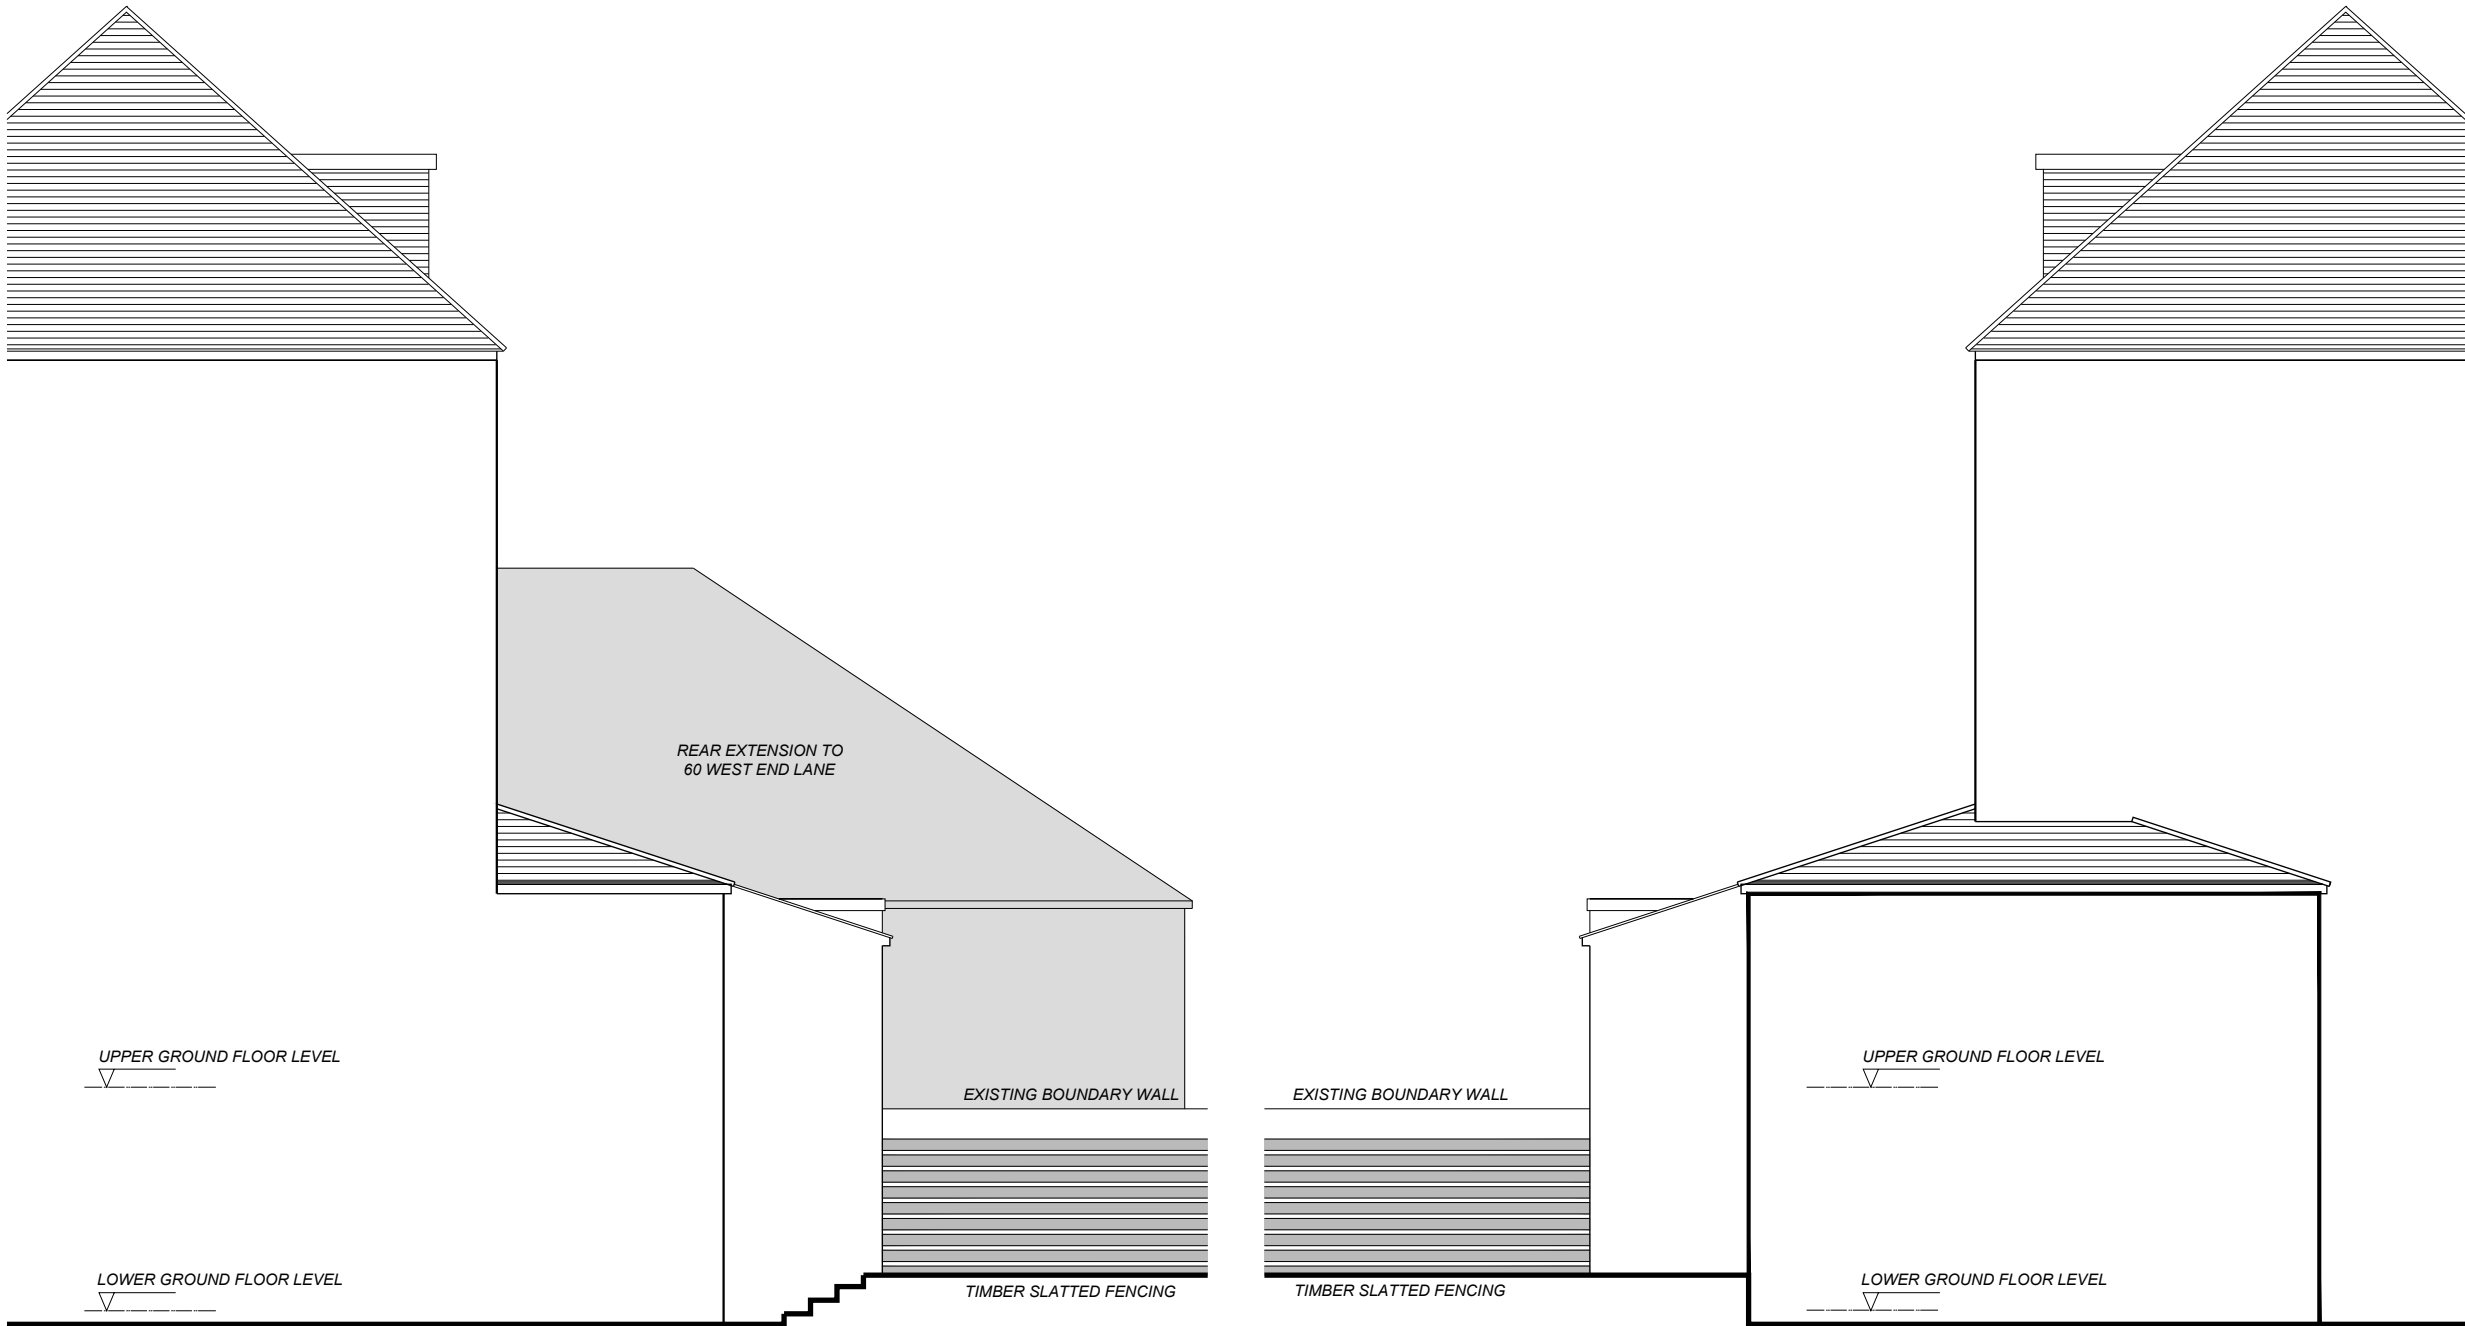 REAR EXTENSION TO
60 WEST END LANE
UPPER GROUND FLOOR LEVEL
EXISTING BOUNDARY WALL
LOWER GROUND FLOOR LEVEL
TIMBER SLATTED FENCING
EXISTING BOUNDARY WALL
UPPER GROUND FLOOR LEVEL
TIMBER SLATTED FENCING
LOWER GROUND FLOOR LEVEL